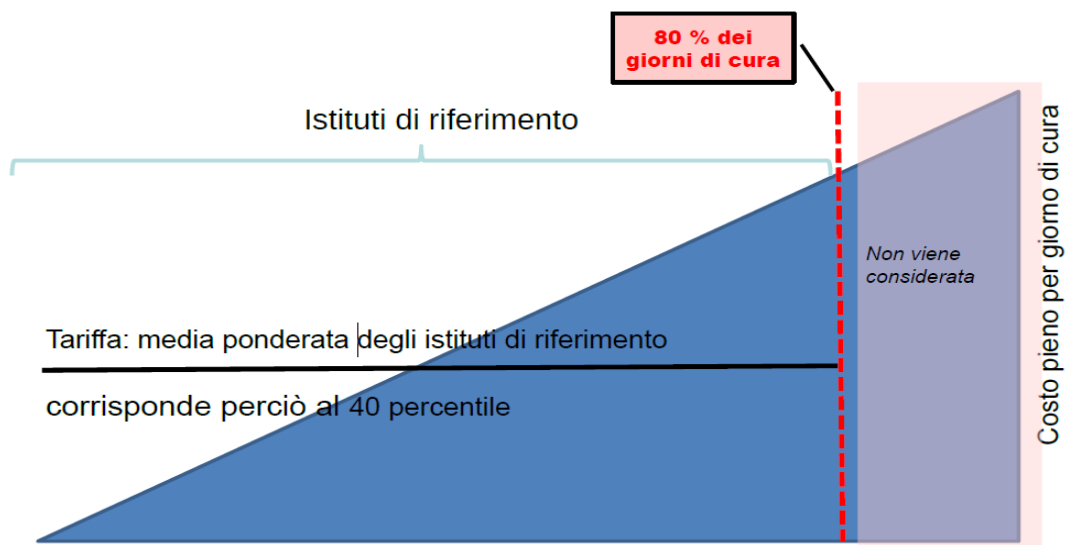 80 % dei
giorni di cura
Istituti di riferimento
Non viene
considerata
Tariffa: media ponderata degli istituti di riferimento
corrisponde perciò al 40 percentile
Costo pieno per giorno di cura